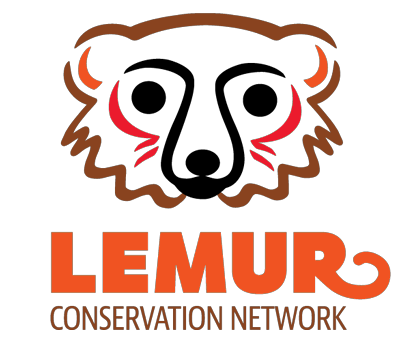 LEMUR
CONSERVATION NETWORK